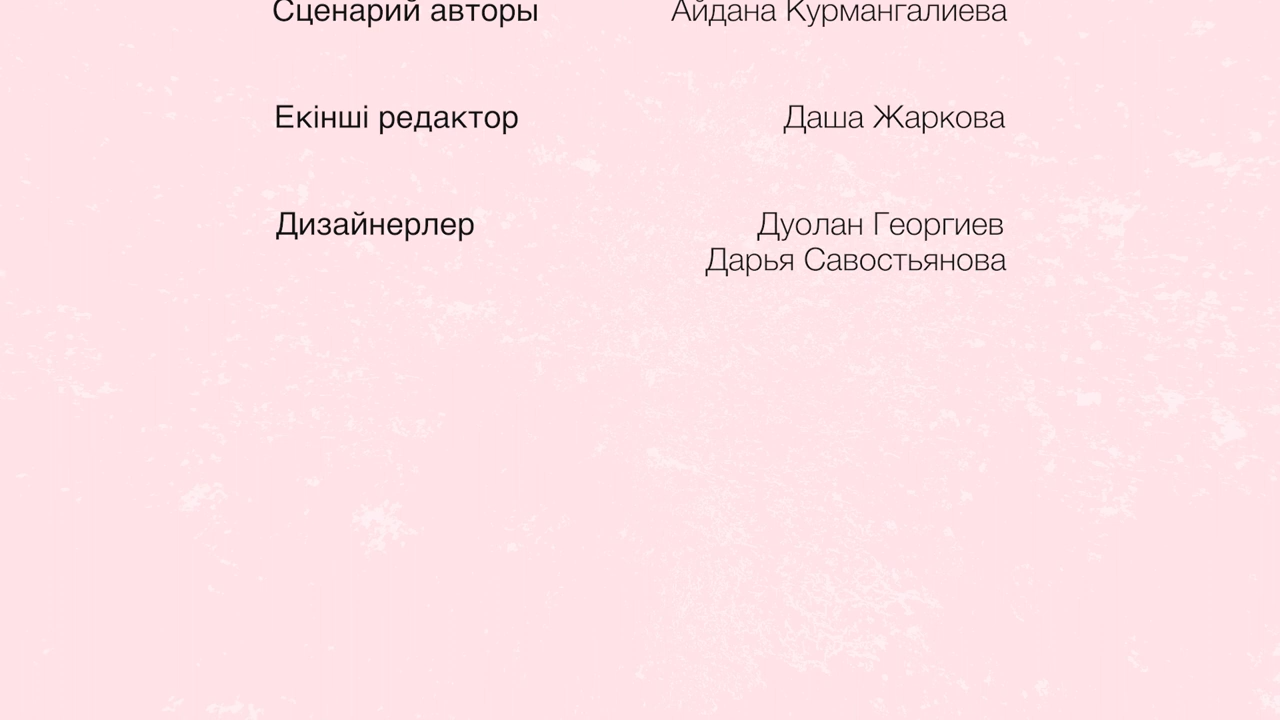 Сценарий авторы Айдана Курмангалиева
Екінші редактор Даша Жаркова
Дизайнерлер Дуолан Георгиев
Дарья Савостьянова